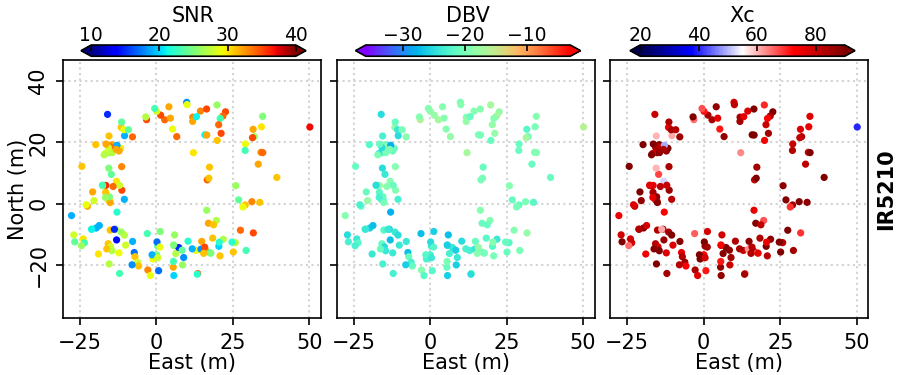 SNR DBV Xc
10 20 30 40 −30 −20 −10 20 40 60 80
40
20
0
−20
North (m)
−25 0 25 50 −25 0 25 50 −25 0 25 50
East (m) East (m) East (m)
IR5210